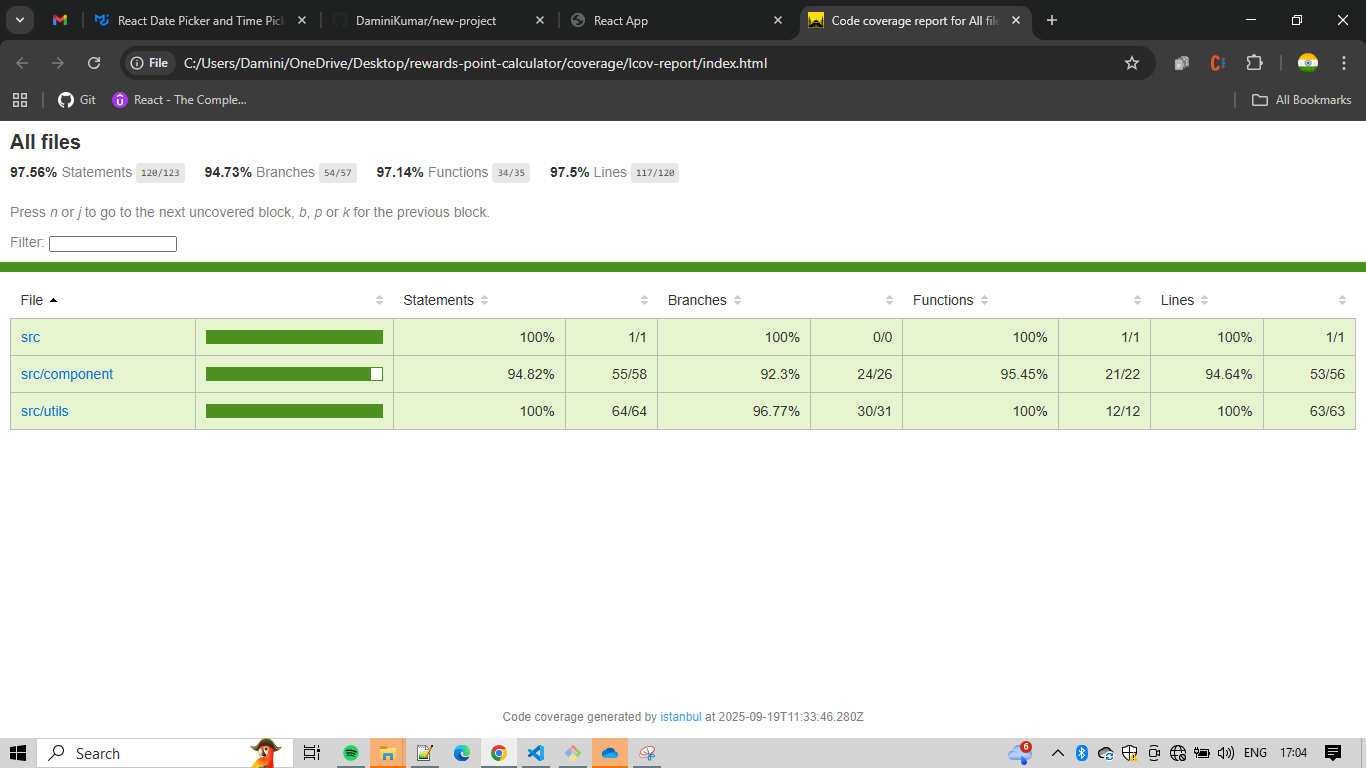 React Date Picker and Time Pick
DaminiKumar/new-project
React App
Code coverage report for All file
File
C:/Users/Damini/OneDrive/Desktop/rewards-point-calculator/coverage/lcov-report/index.html
Git
React - The Comple...
All Bookmarks
All files
97.56% Statements 120/123 94.73% Branches 54/57 97.14% Functions 34/35 97.5% Lines 117/120
Press n or j to go to the next uncovered block, b, p or k for the previous block.
Filter:
File Statements Branches Functions Lines
src 100% 1/1 100% 0/0 100% 1/1 100% 1/1
src/component 94.82% 55/58 92.3% 24/26 95.45% 21/22 94.64% 53/56
src/utils 100% 64/64 96.77% 30/31 100% 12/12 100% 63/63
Code coverage generated by istanbul at 2025-09-19T11:33:46.280Z
Search
6
ENG
17:04